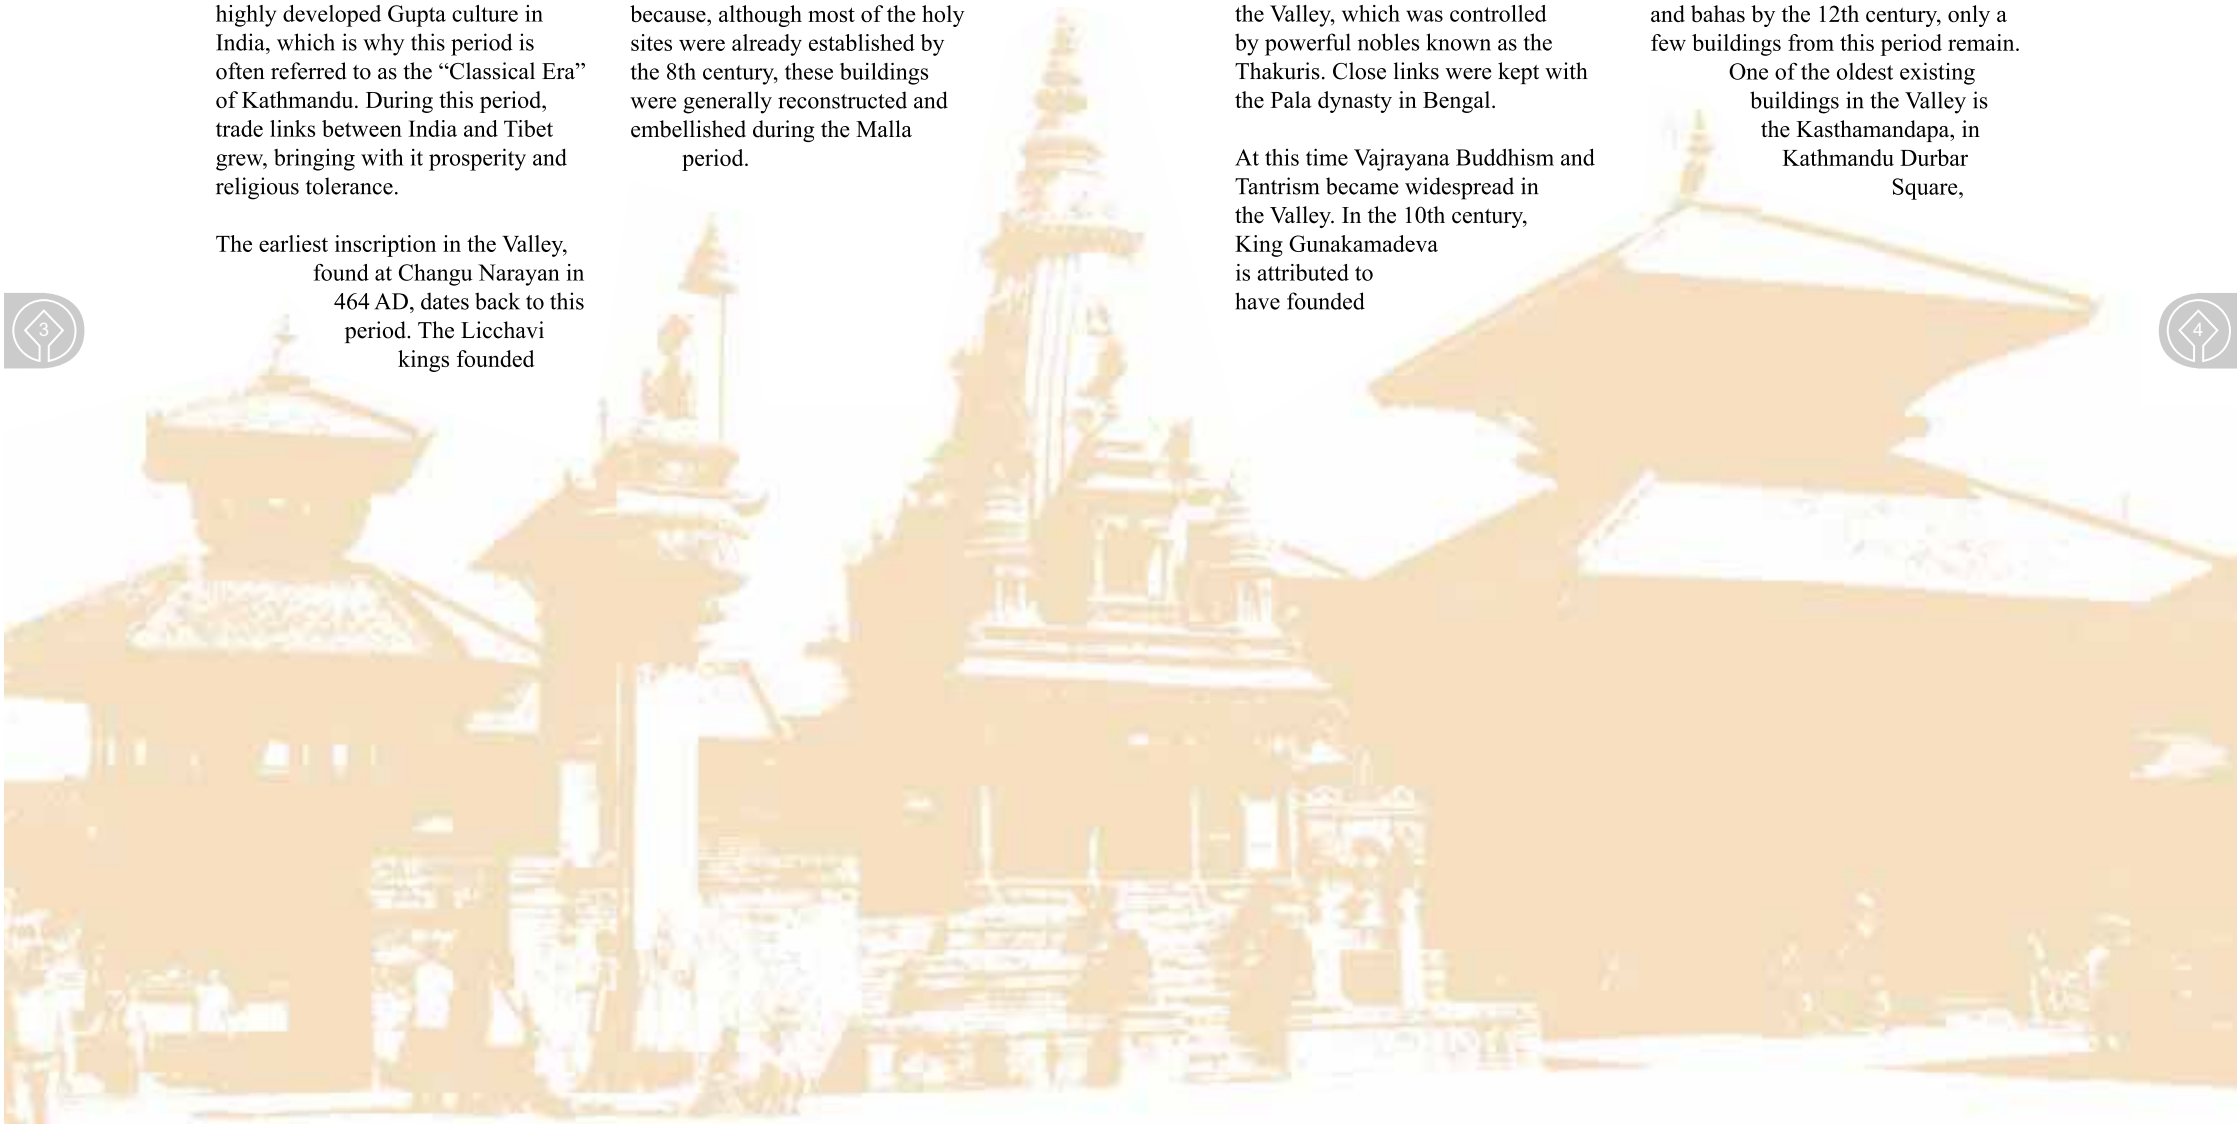 highly developed Gupta culture in
India, which is why this period is
often referred to as the “Classical Era”
of Kathmandu. During this period,
trade links between India and Tibet
grew, bringing with it prosperity and
religious tolerance.
The earliest inscription in the Valley,
found at Changu Narayan in
464 AD, dates back to this
period. The Licchavi
kings founded
because, although most of the holy
sites were already established by
the 8th century, these buildings
were generally reconstructed and
embellished during the Malla
period.
3
the Valley, which was controlled
by powerful nobles known as the
Thakuris. Close links were kept with
the Pala dynasty in Bengal.
At this time Vajrayana Buddhism and
Tantrism became widespread in
the Valley. In the 10th century,
King Gunakamadeva
is attributed to
have founded
and bahas by the 12th century, only a
few buildings from this period remain.
One of the oldest existing
buildings in the Valley is
the Kasthamandapa, in
Kathmandu Durbar
Square,
4